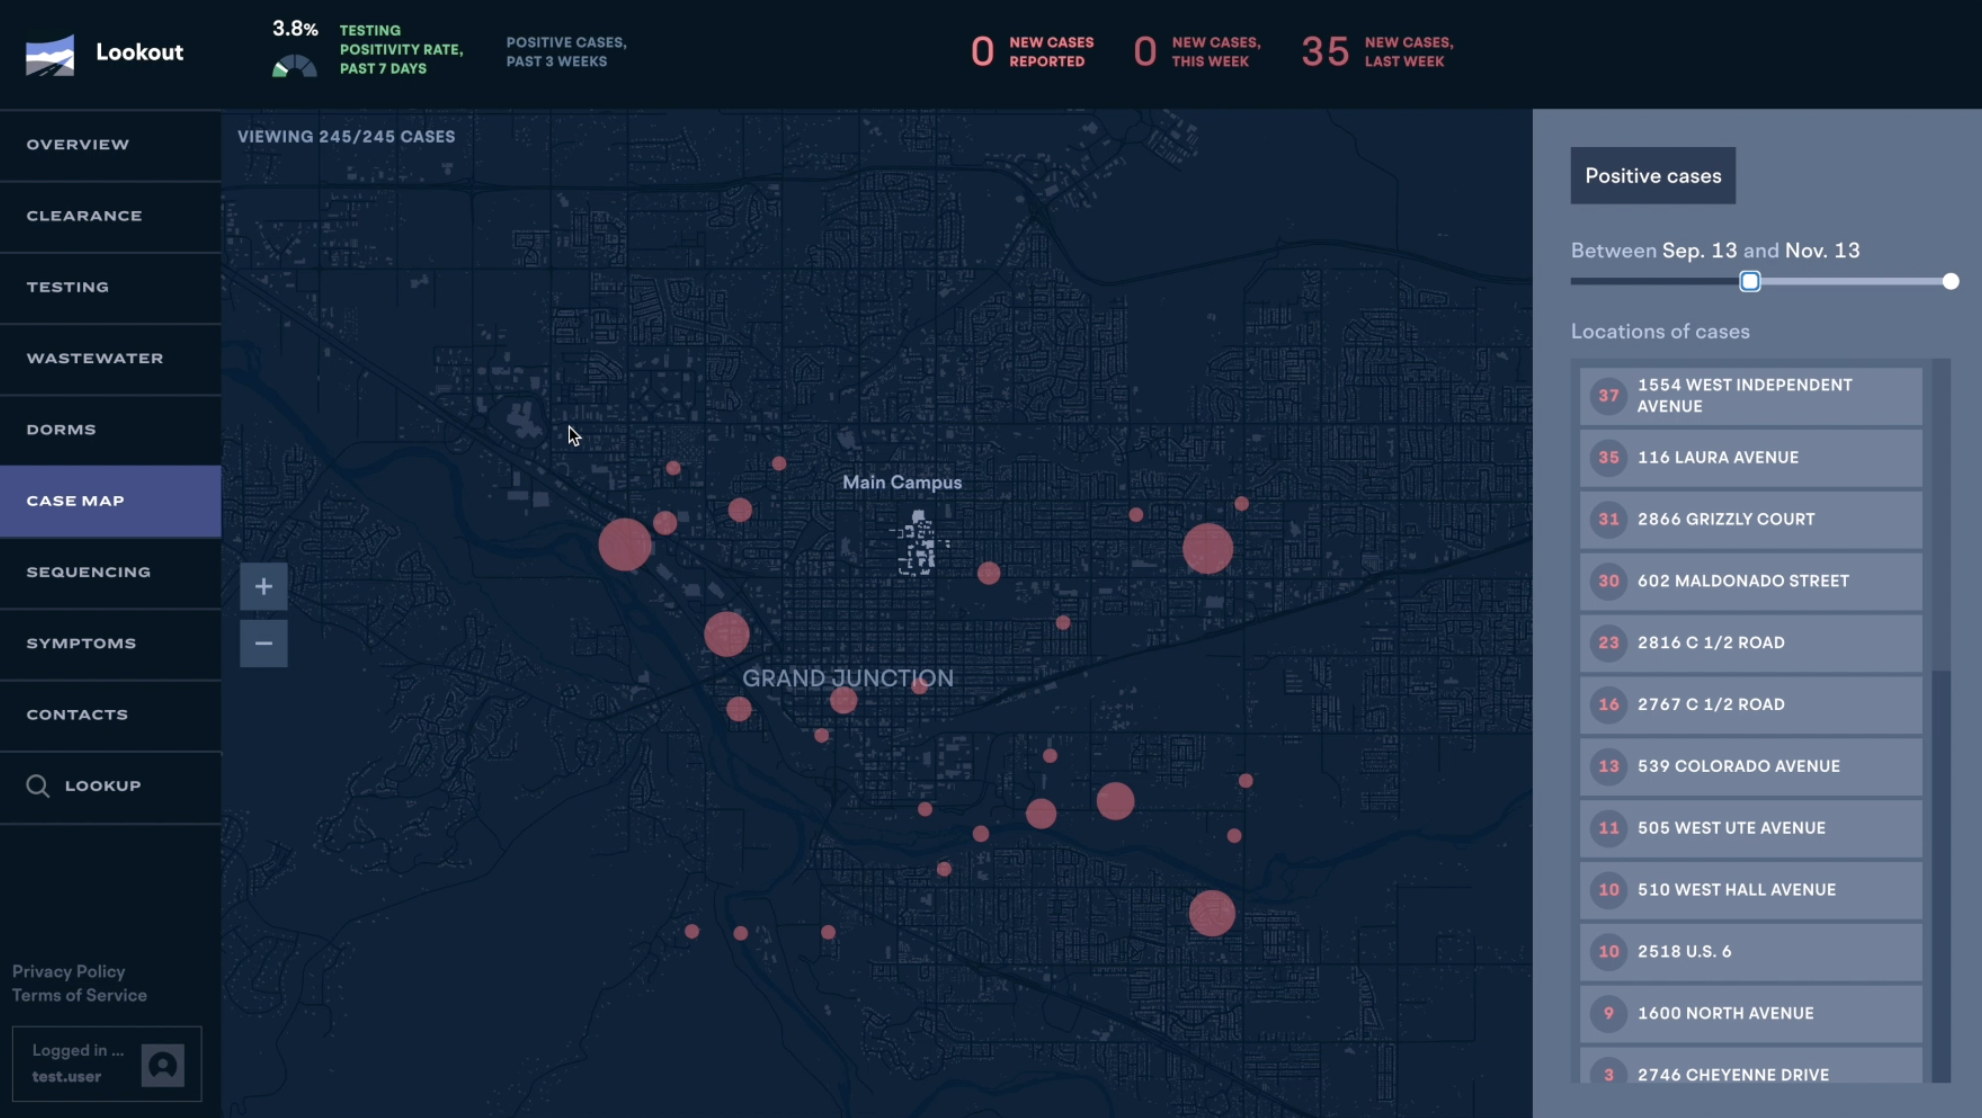 Lookout
3.8%
TESTING
POSITIVITY RATE,
PAST 7 DAYS
POSITIVE CASES,
PAST 3 WEEKS
0
NEW CASES
REPORTED
0
NEW CASES,
THIS WEEK
35
NEW CASES,
LAST WEEK
OVERVIEW
CLEARANCE
TESTING
WASTEWATER
DORMS
CASE MAP
SEQUENCING
SYMPTOMS
CONTACTS
LOOKUP
Privacy Policy
Terms of Service
Logged in ...
test.user
VIEWING 245/245 CASES
+
−
Main Campus
GRAND JUNCTION
Positive cases
Between Sep. 13 and Nov. 13
Locations of cases
37 1554 WEST INDEPENDENT
AVENUE
35 116 LAURA AVENUE
31 2866 GRIZZLY COURT
30 602 MALDONADO STREET
23 2816 C 1/2 ROAD
16 2767 C 1/2 ROAD
13 539 COLORADO AVENUE
11 505 WEST UTE AVENUE
10 510 WEST HALL AVENUE
10 2518 U.S. 6
9 1600 NORTH AVENUE
3 2746 CHEYENNE DRIVE